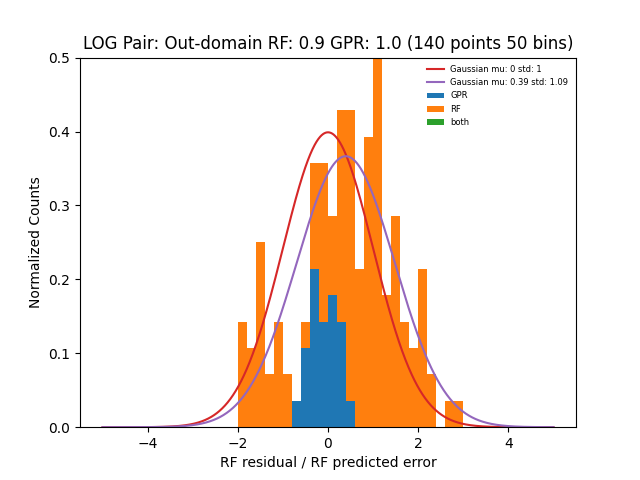 LOG Pair: Out-domain RF: 0.9 GPR: 1.0 (140 points 50 bins)
Gaussian mu: 0 std: 1
Gaussian mu: 0.39 std: 1.09
GPR
RF
both
Normalized Counts
0.5
0.4
0.3
0.2
0.1
0.0
−4 −2 0 2 4
RF residual / RF predicted error